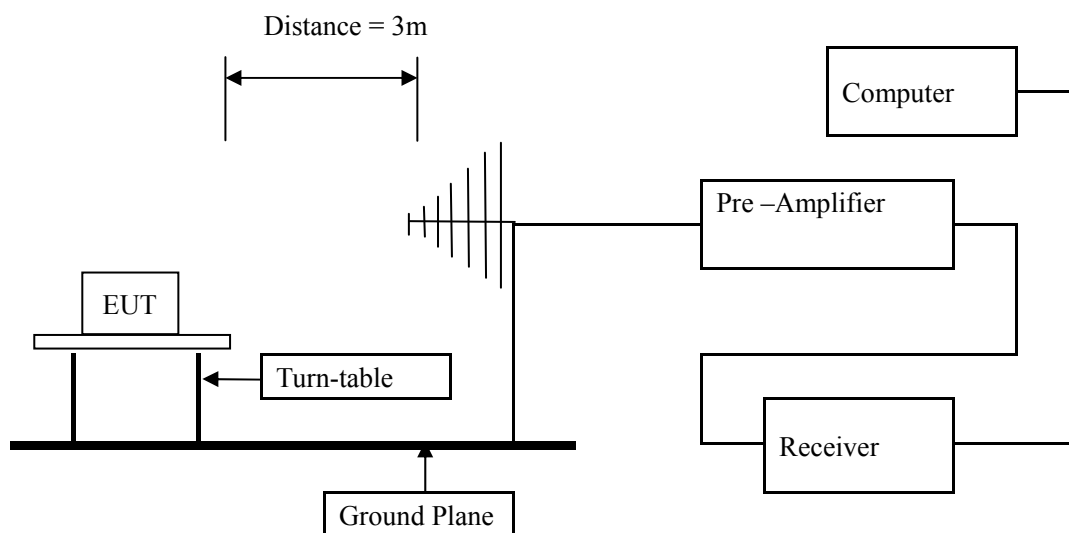 Distance = 3m
Computer
Pre –Amplifier
EUT
Turn-table
Receiver
Ground Plane